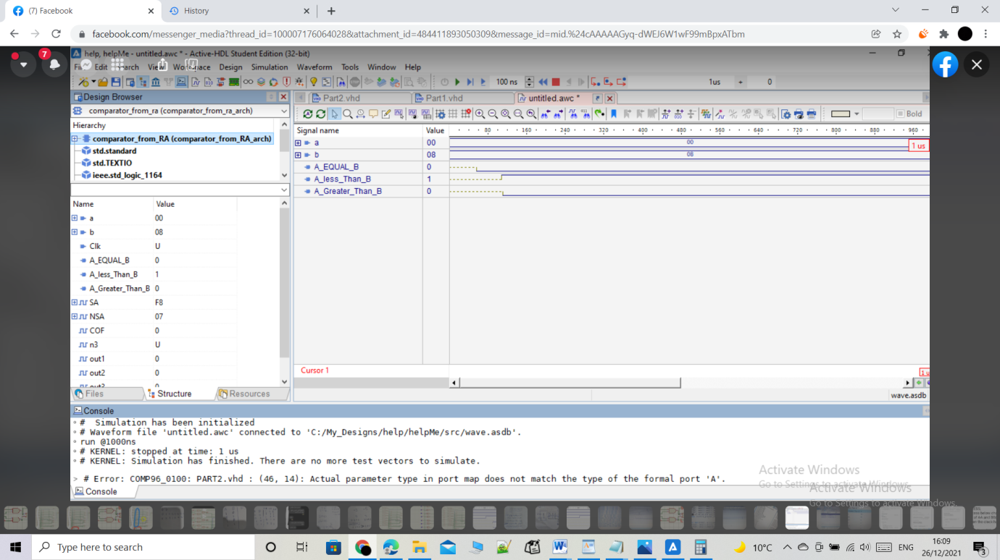 (7) Facebook
History
facebook.com/messenger_media?thread_id=100007176064028&attachment_id=484411893050309&message_id=mid.%24cAAAAAGyq-dWEJ6W1wF99mBpxATbm
7
help, helpMe - untitled.awc * - Active-HDL Student Edition (32-bit)
Edit Search View Workspace Design Simulation Waveform Tools Window Help
100 ns 1us + 0
Design Browser
Part2.vhd Part1.vhd untitled.awc *
comparator_from_ra (comparator_from_ra_arch)
Bold
Hierarchy
comparator_from_RA (comparator_from_RA_arch)
std.standard
std.TEXTIO
ieee.std_logic_1164
Signal name Value 80 160 240 320 400 480 560 640 720 800 880 960
a 00 00
1 us
b 08 08
A_EQUAL_B 0
A_less_Than_B 1
A_Greater_Than_B 0
Name Value
a 00
b 08
Clk U
A_EQUAL_B 0
A_less_Than_B 1
A_Greater_Than_B 0
SA F8
NSA 07
COF 0
n3 U
out1 0
out2 0
Cursor 1
Files Structure Resources
wave.asdb
Console
# Simulation has been initialized
# Waveform file 'untitled.awc' connected to 'C:/My_Designs/help/helpMe/src/wave.asdb'.
run @1000ns
# KERNEL: stopped at time: 1 us
# KERNEL: Simulation has finished. There are no more test vectors to simulate.
> # Error: COMP96_0100: PART2.vhd : (46, 14): Actual parameter type in port map does not match the type of the formal port 'A'.
Console
Activate Windows
Go to Settings to activate Windows.
Activate Windows
Go to Settings to activate Windows.
Type here to search
10°C
ENG
16:09
26/12/2021
3